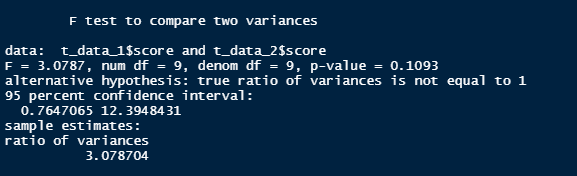 F test to compare two variances
data: t_data_1$score and t_data_2$score
F = 3.0787, num df = 9, denom df = 9, p-value = 0.1093
alternative hypothesis: true ratio of variances is not equal to 1
95 percent confidence interval:
0.7647065 12.3948431
sample estimates:
ratio of variances
3.078704